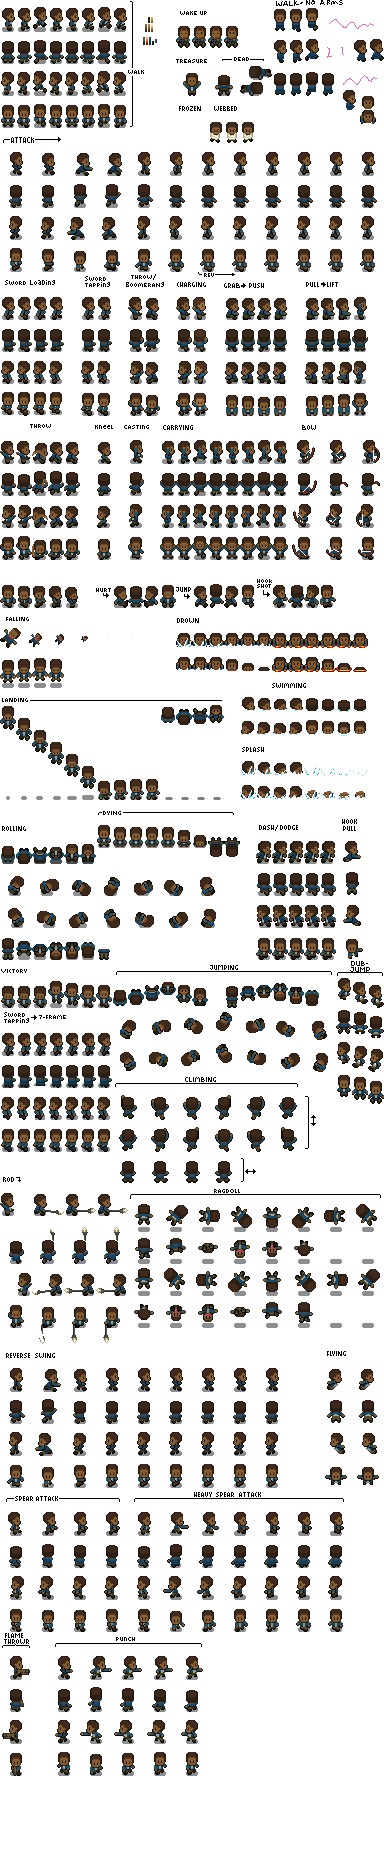 WALK-NO ARMS
WAKE UP
WALK
TREASURE
DEAD
FROZEN
WEBBED
ATTACK
REV
SWORD LOADING
SWORD
TAPPING
THROW/
BOOMERANG
CHARGING
GRAB PUSH
PULL LIFT
THROW
KNEEL
CASTING
CARRYING
BOW
HURT
JUMP
HOOK
SHOT
FALLING
DROWN
SWIMMING
LANDING
SPLASH
DYING
ROLLING
DASH/DODGE
HOOK
PULL
VICTORY
JUMPING
DUB-
JUMP
SWORD
TAPPING 7-FRAME
CLIMBING
ROD
RAGDOLL
REVERSE SWING
FLYING
SPEAR ATTACK
HEAVY SPEAR ATTACK
FLAME
THROWR
PUNCH